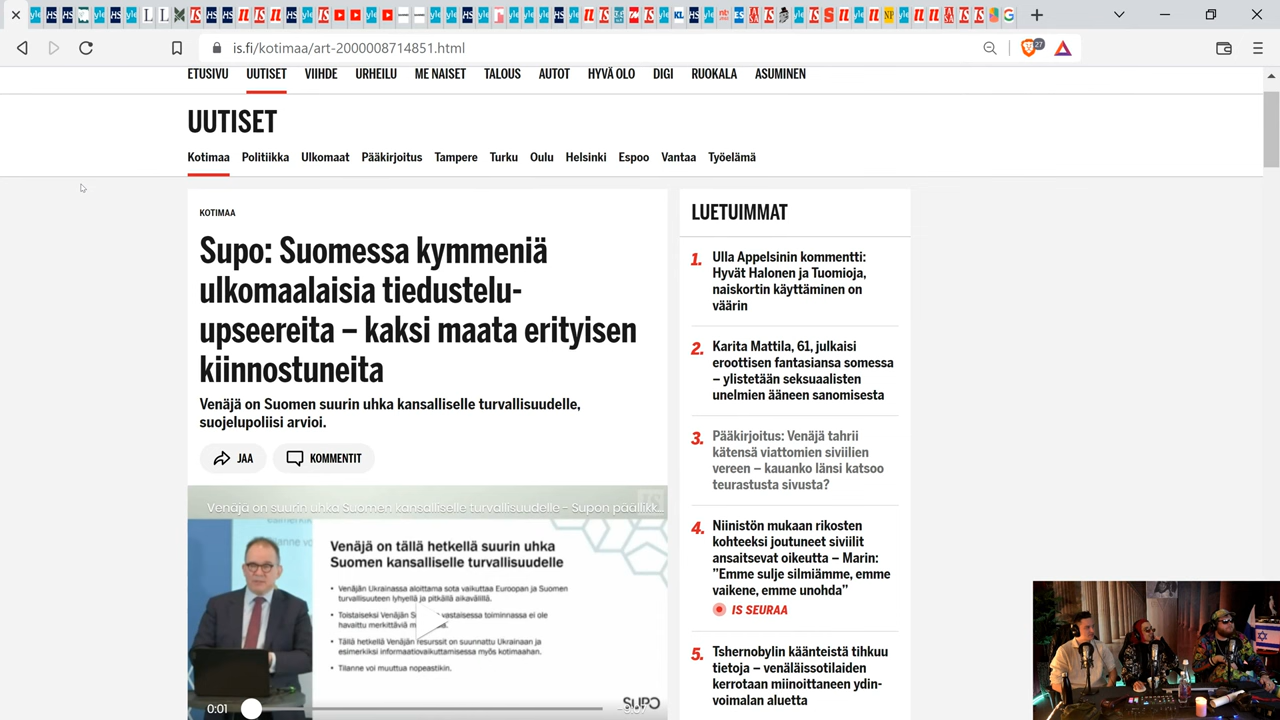 is.fi/kotimaa/art-2000008714851.html
27
ETUSIVU UUTISET VIIHDE URHEILU ME NAISET TALOUS AUTOT HYVÄ OLO DIGI RUOKALA ASUMINEN
UUTISET
Kotimaa Politiikka Ulkomaat Pääkirjoitus Tampere Turku Oulu Helsinki Espoo Vantaa Työelämä
KOTIMAA
Supo: Suomessa kymmeniä
ulkomaalaisia tiedustelu-
upseereita – kaksi maata erityisen
kiinnostuneita
Venäjä on Suomen suurin uhka kansalliselle turvallisuudelle,
suojelupoliisi arvioi.
JAA
KOMMENTIT
Venäjä on suurin uhka Suomen kansalliselle turvallisuudelle – Supon päällikk...
IS
Venäjä on tällä hetkellä suurin uhka
Suomen kansalliselle turvallisuudelle
• Venäjän Ukrainassa aloittama sota vaikuttaa Euroopan ja Suomen
turvallisuuteen lyhyellä ja pitkällä aikavälillä.
• Toistaiseksi Venäjän vastaisessa toiminnassa ei ole
havaittu
• Tällä hetkellä Venäjän resurssit on suunnattu Ukrainaan ja
esimerkiksi informaatiovaikuttamisessa myös kotimaahan.
• Tilanne voi muuttua nopeastikin.
SUPO
0:01
LUETUIMMAT
1. Ulla Appelsinin kommentti:
Hyvät Halonen ja Tuomioja,
naiskortin käyttäminen on
väärin
2. Karita Mattila, 61, julkaisi
eroottisen fantasiansa somessa
– ylistetään seksuaalisten
unelmien ääneen sanomisesta
3. Pääkirjoitus: Venäjä tahrii
kätensä viattomien siviilien
vereen – kauanko länsi katsoo
teurastusta sivusta?
4. Niinistön mukaan rikosten
kohteeksi joutuneet siviilit
ansaitsevat oikeutta – Marin:
”Emme sulje silmiämme, emme
vaikene, emme unohda”
IS SEURAA
5. Tshernobylin käänteistä tihkuu
tietoja – venäläissotilaiden
kerrotaan miinoittaneen ydin-
voimalan aluetta